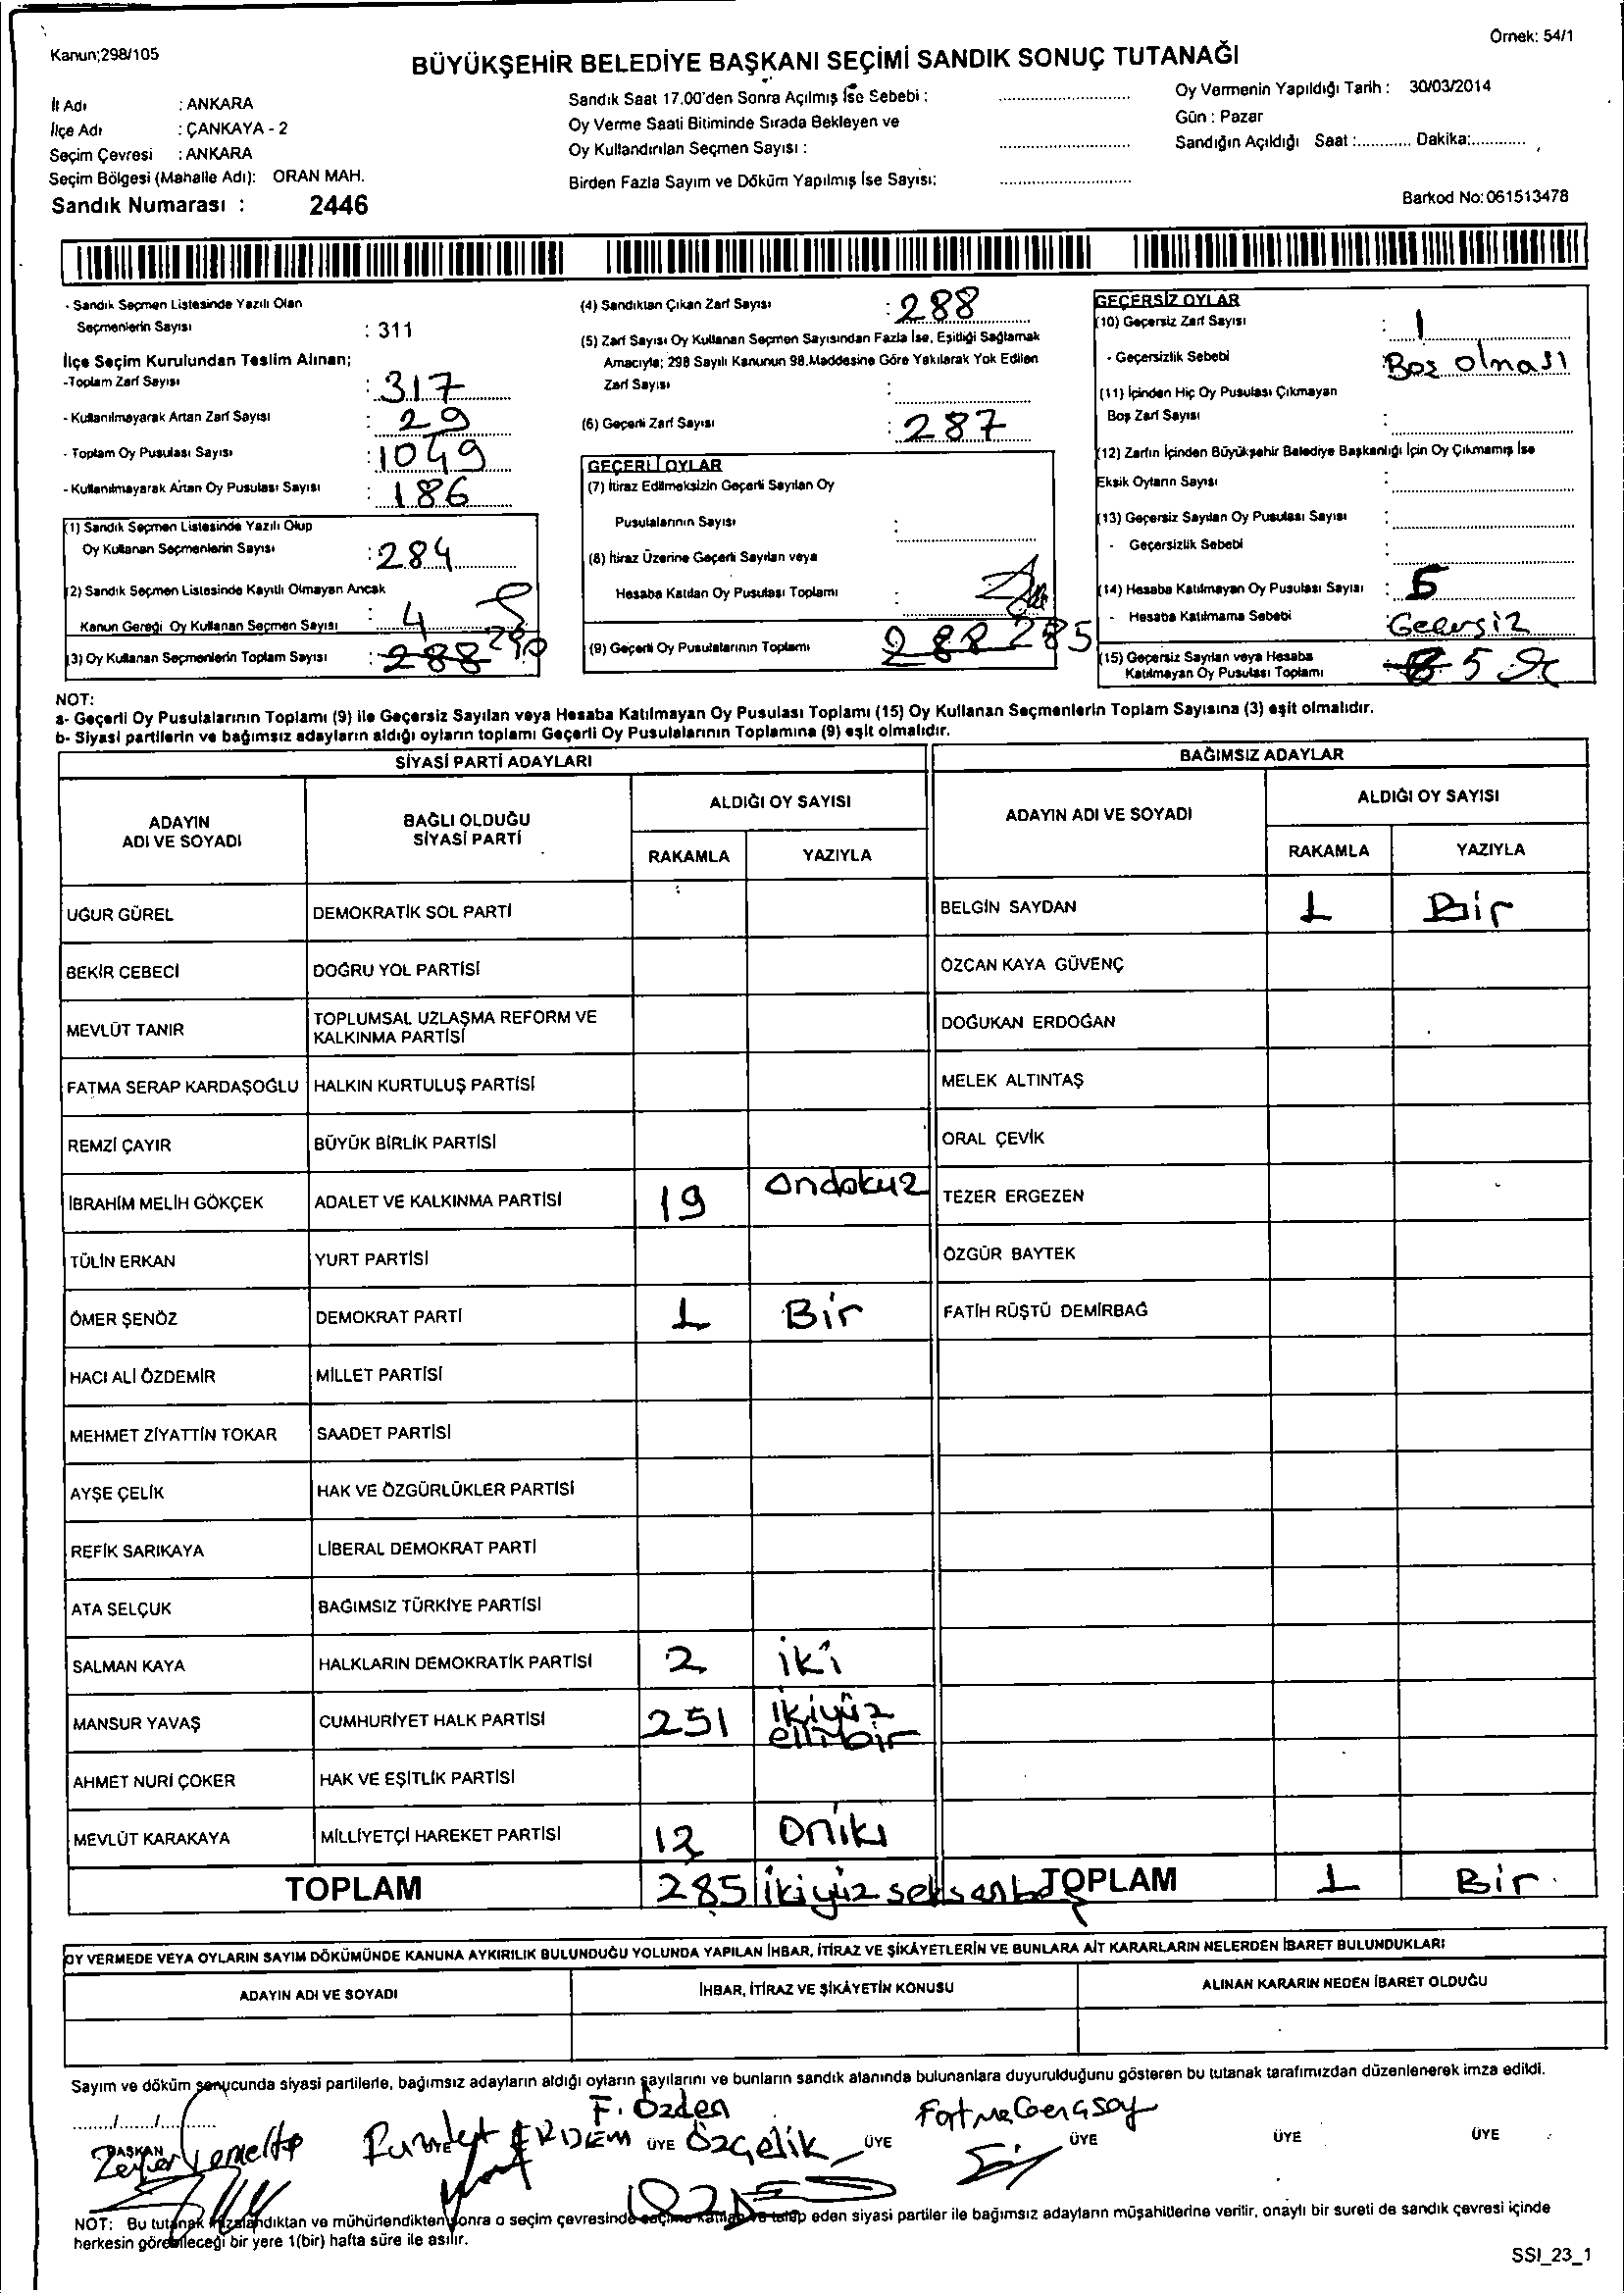 Kanun;298/105
Örnek: 54/1
BÜYÜKŞEHİR BELEDİYE BAŞKANI SEÇİMİ SANDIK SONUÇ TUTANAĞI
İl Adı : ANKARA
İlçe Adı : ÇANKAYA - 2
Seçim Çevresi : ANKARA
Seçim Bölgesi (Mahalle Adı): ORAN MAH.
Sandık Numarası : 2446
Sandık Saat 17.00'den Sonra Açılmış İse Sebebi :
Oy Verme Saati Bitiminde Sırada Bekleyen ve
Oy Kullandırılan Seçmen Sayısı :
Birden Fazla Sayım ve Döküm Yapılmış İse Sayısı:
Oy Vermenin Yapıldığı Tarih : 30/03/2014
Gün : Pazar
Sandığın Açıldığı Saat :............ Dakika:............
Barkod No: 061513478
- Sandık Seçmen Listesinde Yazılı Olan
Seçmenlerin Sayısı : 311
İlçe Seçim Kurulundan Teslim Alınan;
-Toplam Zarf Sayısı : 317
- Kullanılmayarak Artan Zarf Sayısı : 29
- Toplam Oy Pusulası Sayısı : 1049
- Kullanılmayarak Artan Oy Pusulası Sayısı : 186
(1) Sandık Seçmen Listesinde Yazılı Olup
Oy Kullanan Seçmenlerin Sayısı : 284
(2) Sandık Seçmen Listesinde Kayıtlı Olmayan Ancak
Kanun Gereği Oy Kullanan Seçmen Sayısı : 4
(3) Oy Kullanan Seçmenlerin Toplam Sayısı : 288 290
(4) Sandıktan Çıkan Zarf Sayısı : 288
(5) Zarf Sayısı Oy Kullanan Seçmen Sayısından Fazla İse, Eşitliği Sağlamak
Amacıyla; 298 Sayılı Kanunun 98.Maddesine Göre Yakılarak Yok Edilen
Zarf Sayısı :
(6) Geçerli Zarf Sayısı : 287
GEÇERLİ OYLAR
(7) İtiraz Edilmeksizin Geçerli Sayılan Oy
Pusulalarının Sayısı :
(8) İtiraz Üzerine Geçerli Sayılan veya
Hesaba Katılan Oy Pusulası Toplamı :
(9) Geçerli Oy Pusulalarının Toplamı 288 285
GEÇERSİZ OYLAR
(10) Geçersiz Zarf Sayısı : 1
- Geçersizlik Sebebi : Boş olması
(11) İçinden Hiç Oy Pusulası Çıkmayan
Boş Zarf Sayısı :
(12) Zarfın İçinden Büyükşehir Belediye Başkanlığı İçin Oy Çıkmamış İse
Eksik Oyların Sayısı :
(13) Geçersiz Sayılan Oy Pusulası Sayısı :
- Geçersizlik Sebebi :
(14) Hesaba Katılmayan Oy Pusulası Sayısı : 5
- Hesaba Katılmama Sebebi : Gecersiz
(15) Geçersiz Sayılan veya Hesaba
Katılmayan Oy Pusulası Toplamı 5
NOT:
a- Geçerli Oy Pusulalarının Toplamı (9) ile Geçersiz Sayılan veya Hesaba Katılmayan Oy Pusulası Toplamı (15) Oy Kullanan Seçmenlerin Toplam Sayısına (3) eşit olmalıdır.
b- Siyasi partilerin ve bağımsız adayların aldığı oyların toplamı Geçerli Oy Pusulalarının Toplamına (9) eşit olmalıdır.
SİYASİ PARTİ ADAYLARI
ADAYIN ADI VE SOYADI
BAĞLI OLDUĞU SİYASİ PARTİ
ALDIĞI OY SAYISI
RAKAMLA YAZIYLA
UĞUR GÜREL DEMOKRATİK SOL PARTİ
BEKİR CEBECİ DOĞRU YOL PARTİSİ
MEVLÜT TANIR TOPLUMSAL UZLAŞMA REFORM VE KALKINMA PARTİSİ
FATMA SERAP KARDAŞOĞLU HALKIN KURTULUŞ PARTİSİ
REMZİ ÇAYIR BÜYÜK BİRLİK PARTİSİ
İBRAHİM MELİH GÖKÇEK ADALET VE KALKINMA PARTİSİ 19 Ondokuz
TÜLİN ERKAN YURT PARTİSİ
ÖMER ŞENÖZ DEMOKRAT PARTİ 1 Bir
HACI ALİ ÖZDEMİR MİLLET PARTİSİ
MEHMET ZİYATTİN TOKAR SAADET PARTİSİ
AYŞE ÇELİK HAK VE ÖZGÜRLÜKLER PARTİSİ
REFİK SARIKAYA LİBERAL DEMOKRAT PARTİ
ATA SELÇUK BAĞIMSIZ TÜRKİYE PARTİSİ
SALMAN KAYA HALKLARIN DEMOKRATİK PARTİSİ 2 iki
MANSUR YAVAŞ CUMHURİYET HALK PARTİSİ 251 ikiyüz ellibir
AHMET NURİ ÇOKER HAK VE EŞİTLİK PARTİSİ
MEVLÜT KARAKAYA MİLLİYETÇİ HAREKET PARTİSİ 12 Oniki
TOPLAM 285 ikiyüz seksenbeş
BAĞIMSIZ ADAYLAR
ADAYIN ADI VE SOYADI
ALDIĞI OY SAYISI
RAKAMLA YAZIYLA
BELGİN SAYDAN 1 Bir
ÖZCAN KAYA GÜVENÇ
DOĞUKAN ERDOĞAN
MELEK ALTINTAŞ
ORAL ÇEVİK
TEZER ERGEZEN
ÖZGÜR BAYTEK
FATİH RÜŞTÜ DEMİRBAĞ
TOPLAM 1 Bir
OY VERMEDE VEYA OYLARIN SAYIM DÖKÜMÜNDE KANUNA AYKIRILIK BULUNDUĞU YOLUNDA YAPILAN İHBAR, İTİRAZ VE ŞİKÂYETLERİN VE BUNLARA AİT KARARLARIN NELERDEN İBARET BULUNDUKLARI
ADAYIN ADI VE SOYADI
İHBAR, İTİRAZ VE ŞİKÂYETİN KONUSU
ALINAN KARARIN NEDEN İBARET OLDUĞU
Sayım ve döküm sonucunda siyasi partilerle, bağımsız adayların aldığı oyların sayılarını ve bunların sandık alanında bulunanlara duyurulduğunu gösteren bu tutanak tarafımızdan düzenlenerek imza edildi.
......./......./..............
BAŞKAN ERDEM ÜYE F. Özden Özçelik ÜYE ÜYE ÜYE ÜYE
NOT: Bu tutanak imzalandıktan ve mühürlendikten sonra o seçim çevresinde seçime katılan ve talep eden siyasi partiler ile bağımsız adayların müşahitlerine verilir, onaylı bir sureti de sandık çevresi içinde
herkesin görebileceği bir yere 1(bir) hafta süre ile asılır.
SSI_23_1